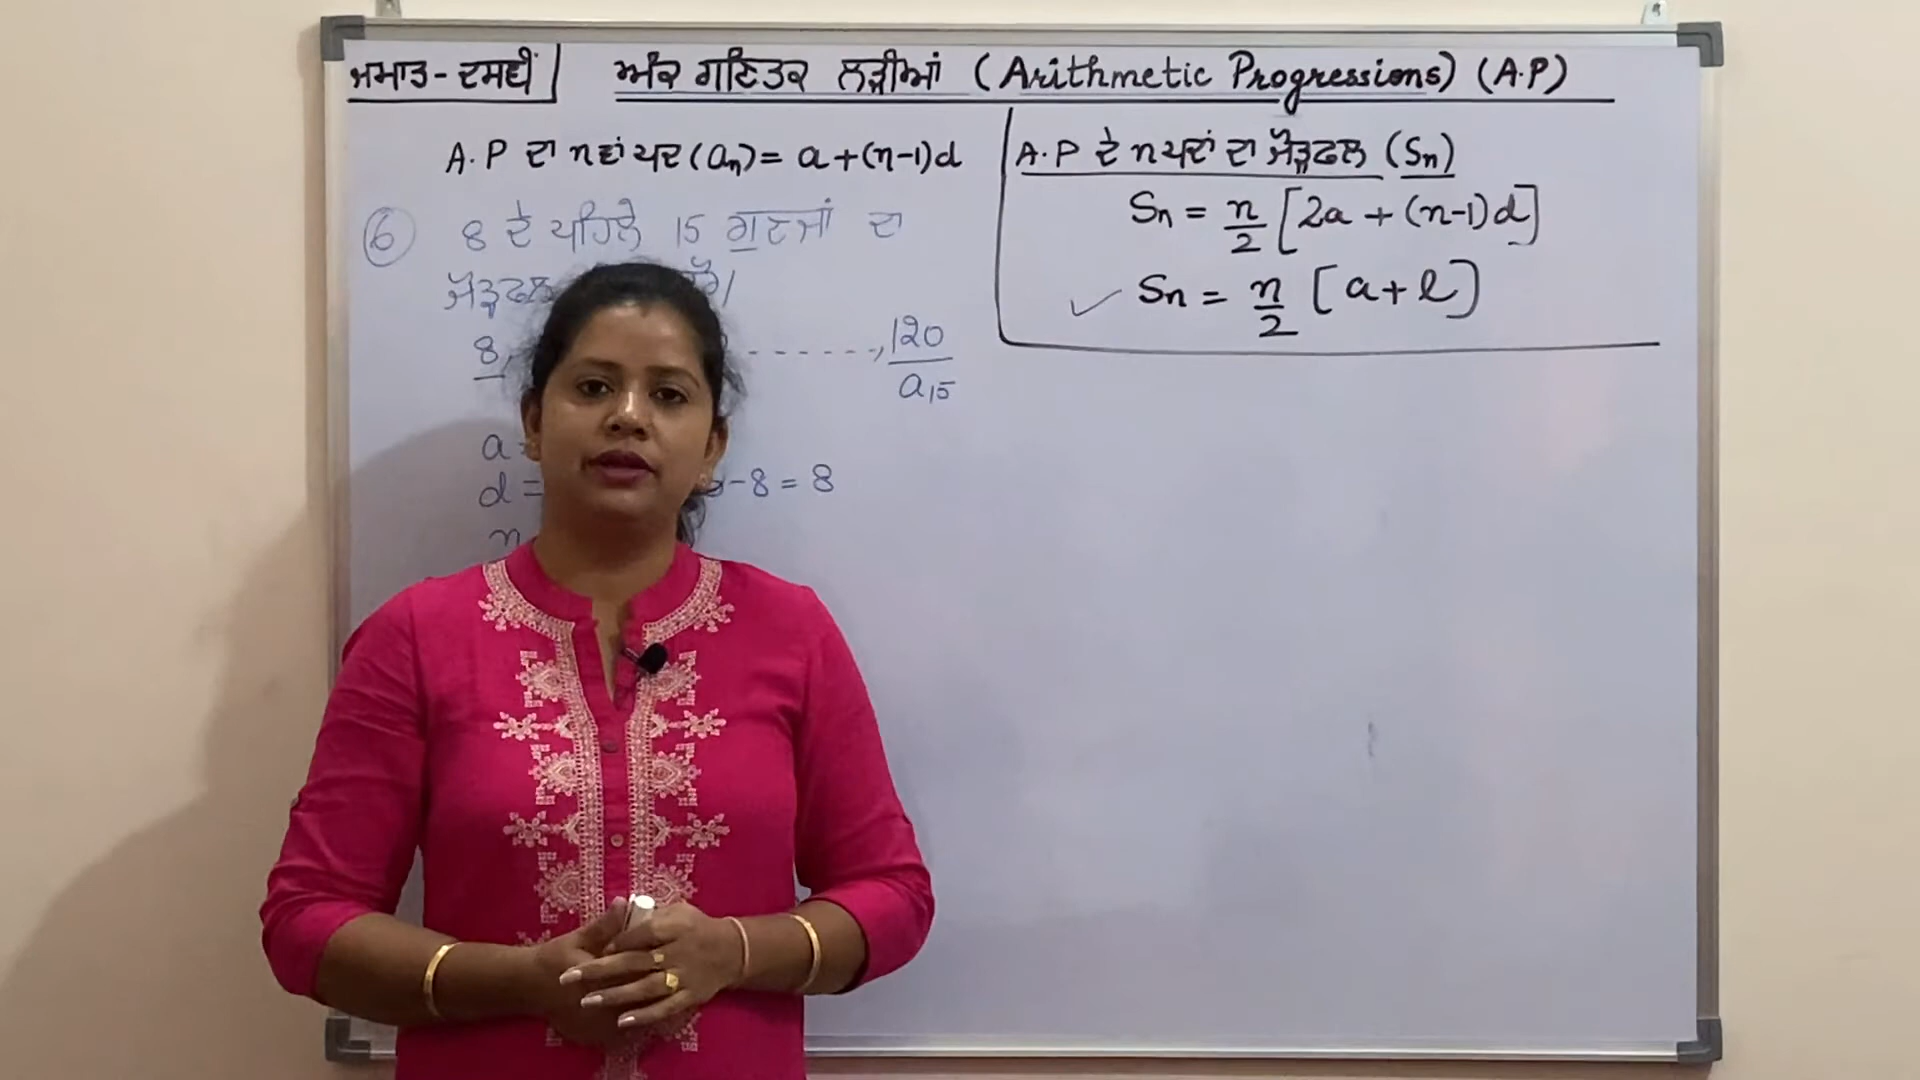 ਜਮਾਤ - ਦਸਵੀਂ
ਅੰਕ ਗਣਿਤਕ ਲੜੀਆਂ (Arithmetic Progressions) (A.P)
A.P ਦਾ nਵਾਂ ਪਦ (an) = a + (n-1)d
6 8 ਦੇ ਪਹਿਲੇ 15 ਗੁਣਜਾਂ ਦਾ
ਜੋੜਫਲ
8, ------, 120
a15
a
d = -8 = 8
n
A.P ਦੇ n ਪਦਾਂ ਦਾ ਜੋੜਫਲ (Sn)
Sn = n/2 [2a + (n-1)d]
✓ Sn = n/2 [a + l]